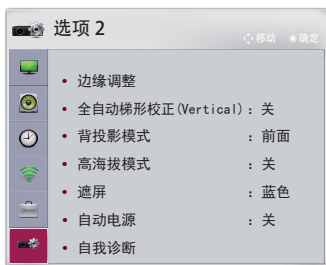 选项 2
移动 ◉确定
• 边缘调整
• 全自动梯形校正(Vertical)：关
• 背投影模式 ：前面
• 高海拔模式 ：关
• 遮屏 ：蓝色
• 自动电源 ：关
• 自我诊断